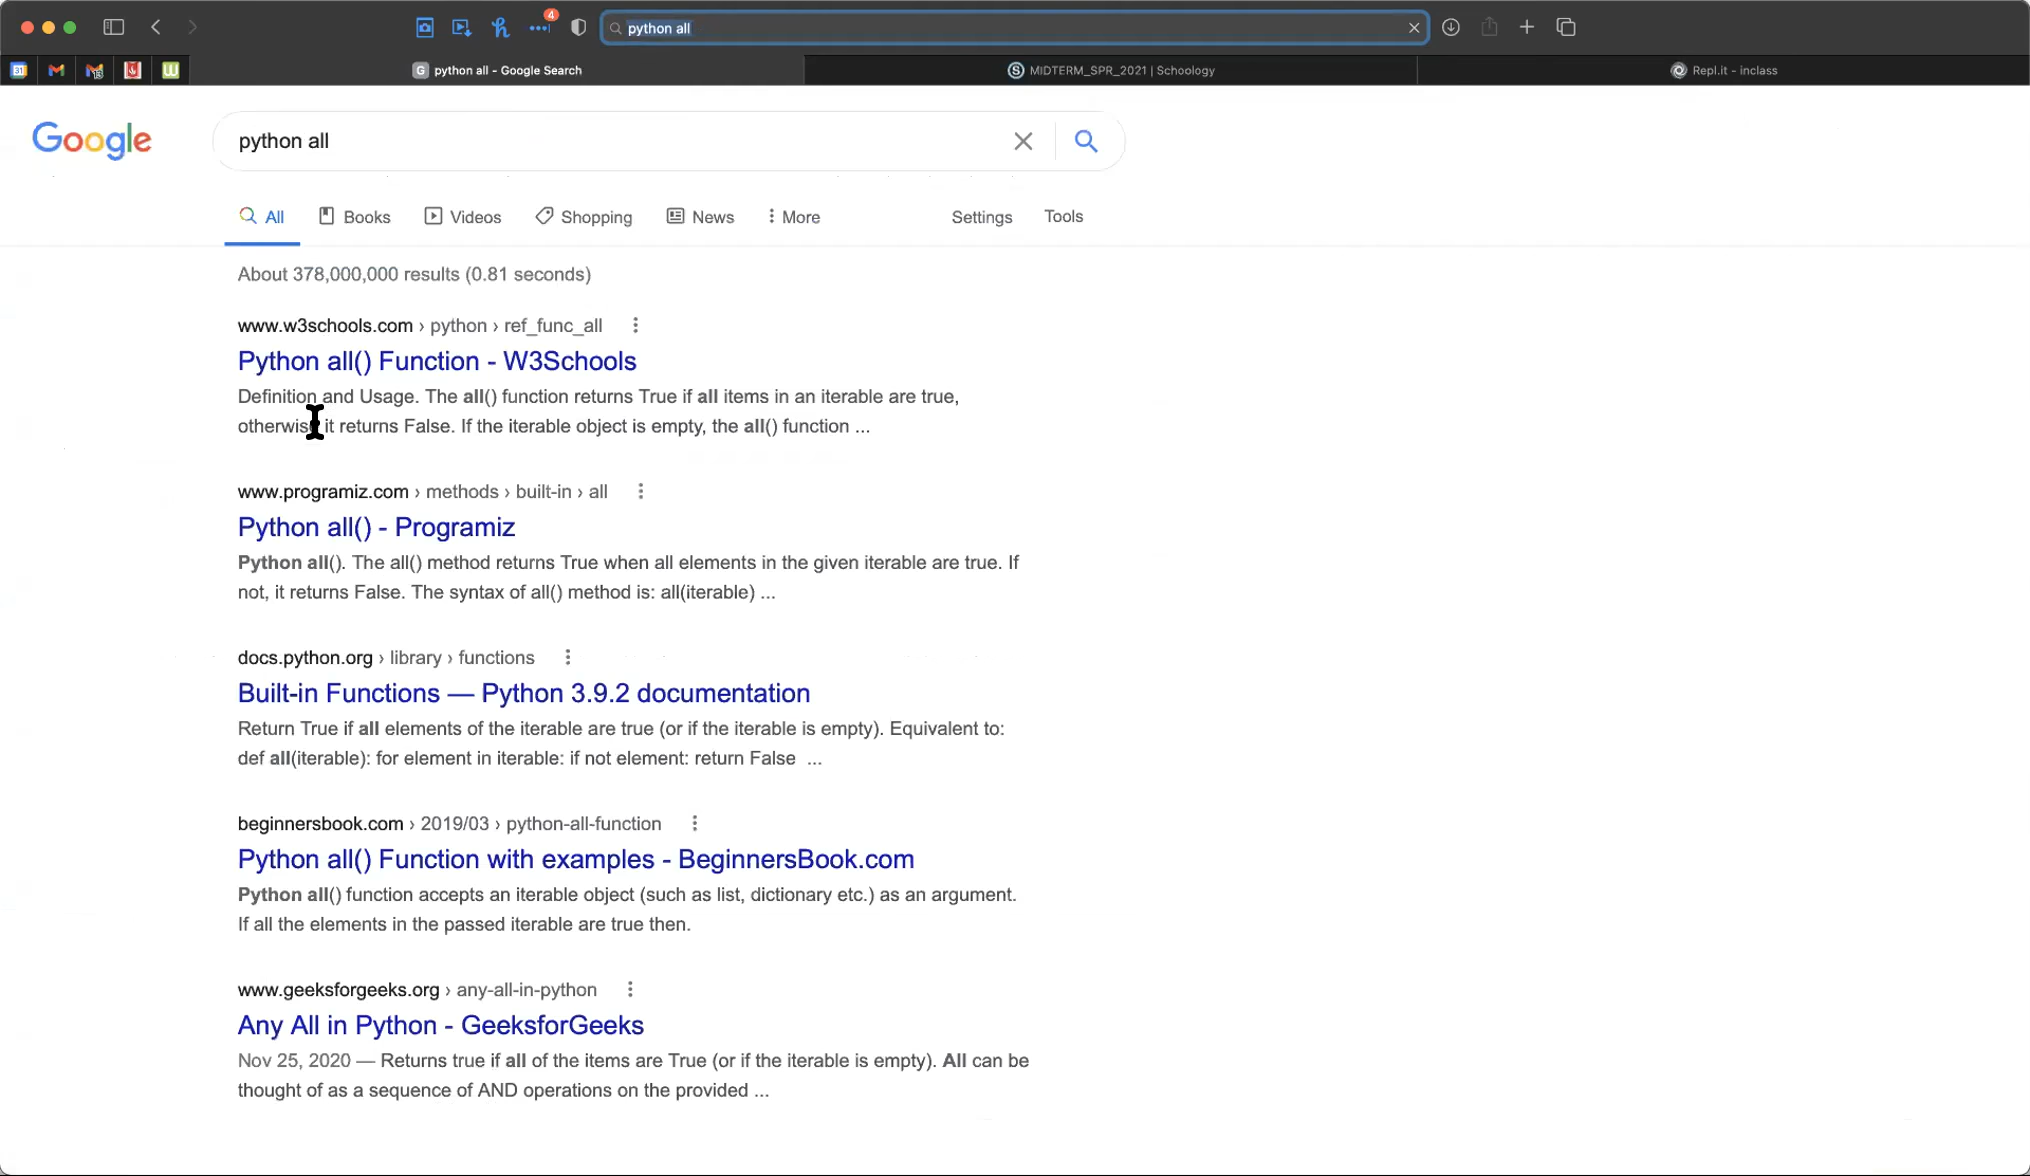 4
python all
31
python all - Google Search
MIDTERM_SPR_2021 | Schoology
Repl.it - inclass
Google
python all
All
Books
Videos
Shopping
News
More
Settings
Tools
About 378,000,000 results (0.81 seconds)
www.w3schools.com › python › ref_func_all
Python all() Function - W3Schools
Definition and Usage. The all() function returns True if all items in an iterable are true,
otherwise it returns False. If the iterable object is empty, the all() function ...
www.programiz.com › methods › built-in › all
Python all() - Programiz
Python all(). The all() method returns True when all elements in the given iterable are true. If
not, it returns False. The syntax of all() method is: all(iterable) ...
docs.python.org › library › functions
Built-in Functions — Python 3.9.2 documentation
Return True if all elements of the iterable are true (or if the iterable is empty). Equivalent to:
def all(iterable): for element in iterable: if not element: return False ...
beginnersbook.com › 2019/03 › python-all-function
Python all() Function with examples - BeginnersBook.com
Python all() function accepts an iterable object (such as list, dictionary etc.) as an argument.
If all the elements in the passed iterable are true then.
www.geeksforgeeks.org › any-all-in-python
Any All in Python - GeeksforGeeks
Nov 25, 2020 — Returns true if all of the items are True (or if the iterable is empty). All can be
thought of as a sequence of AND operations on the provided ...